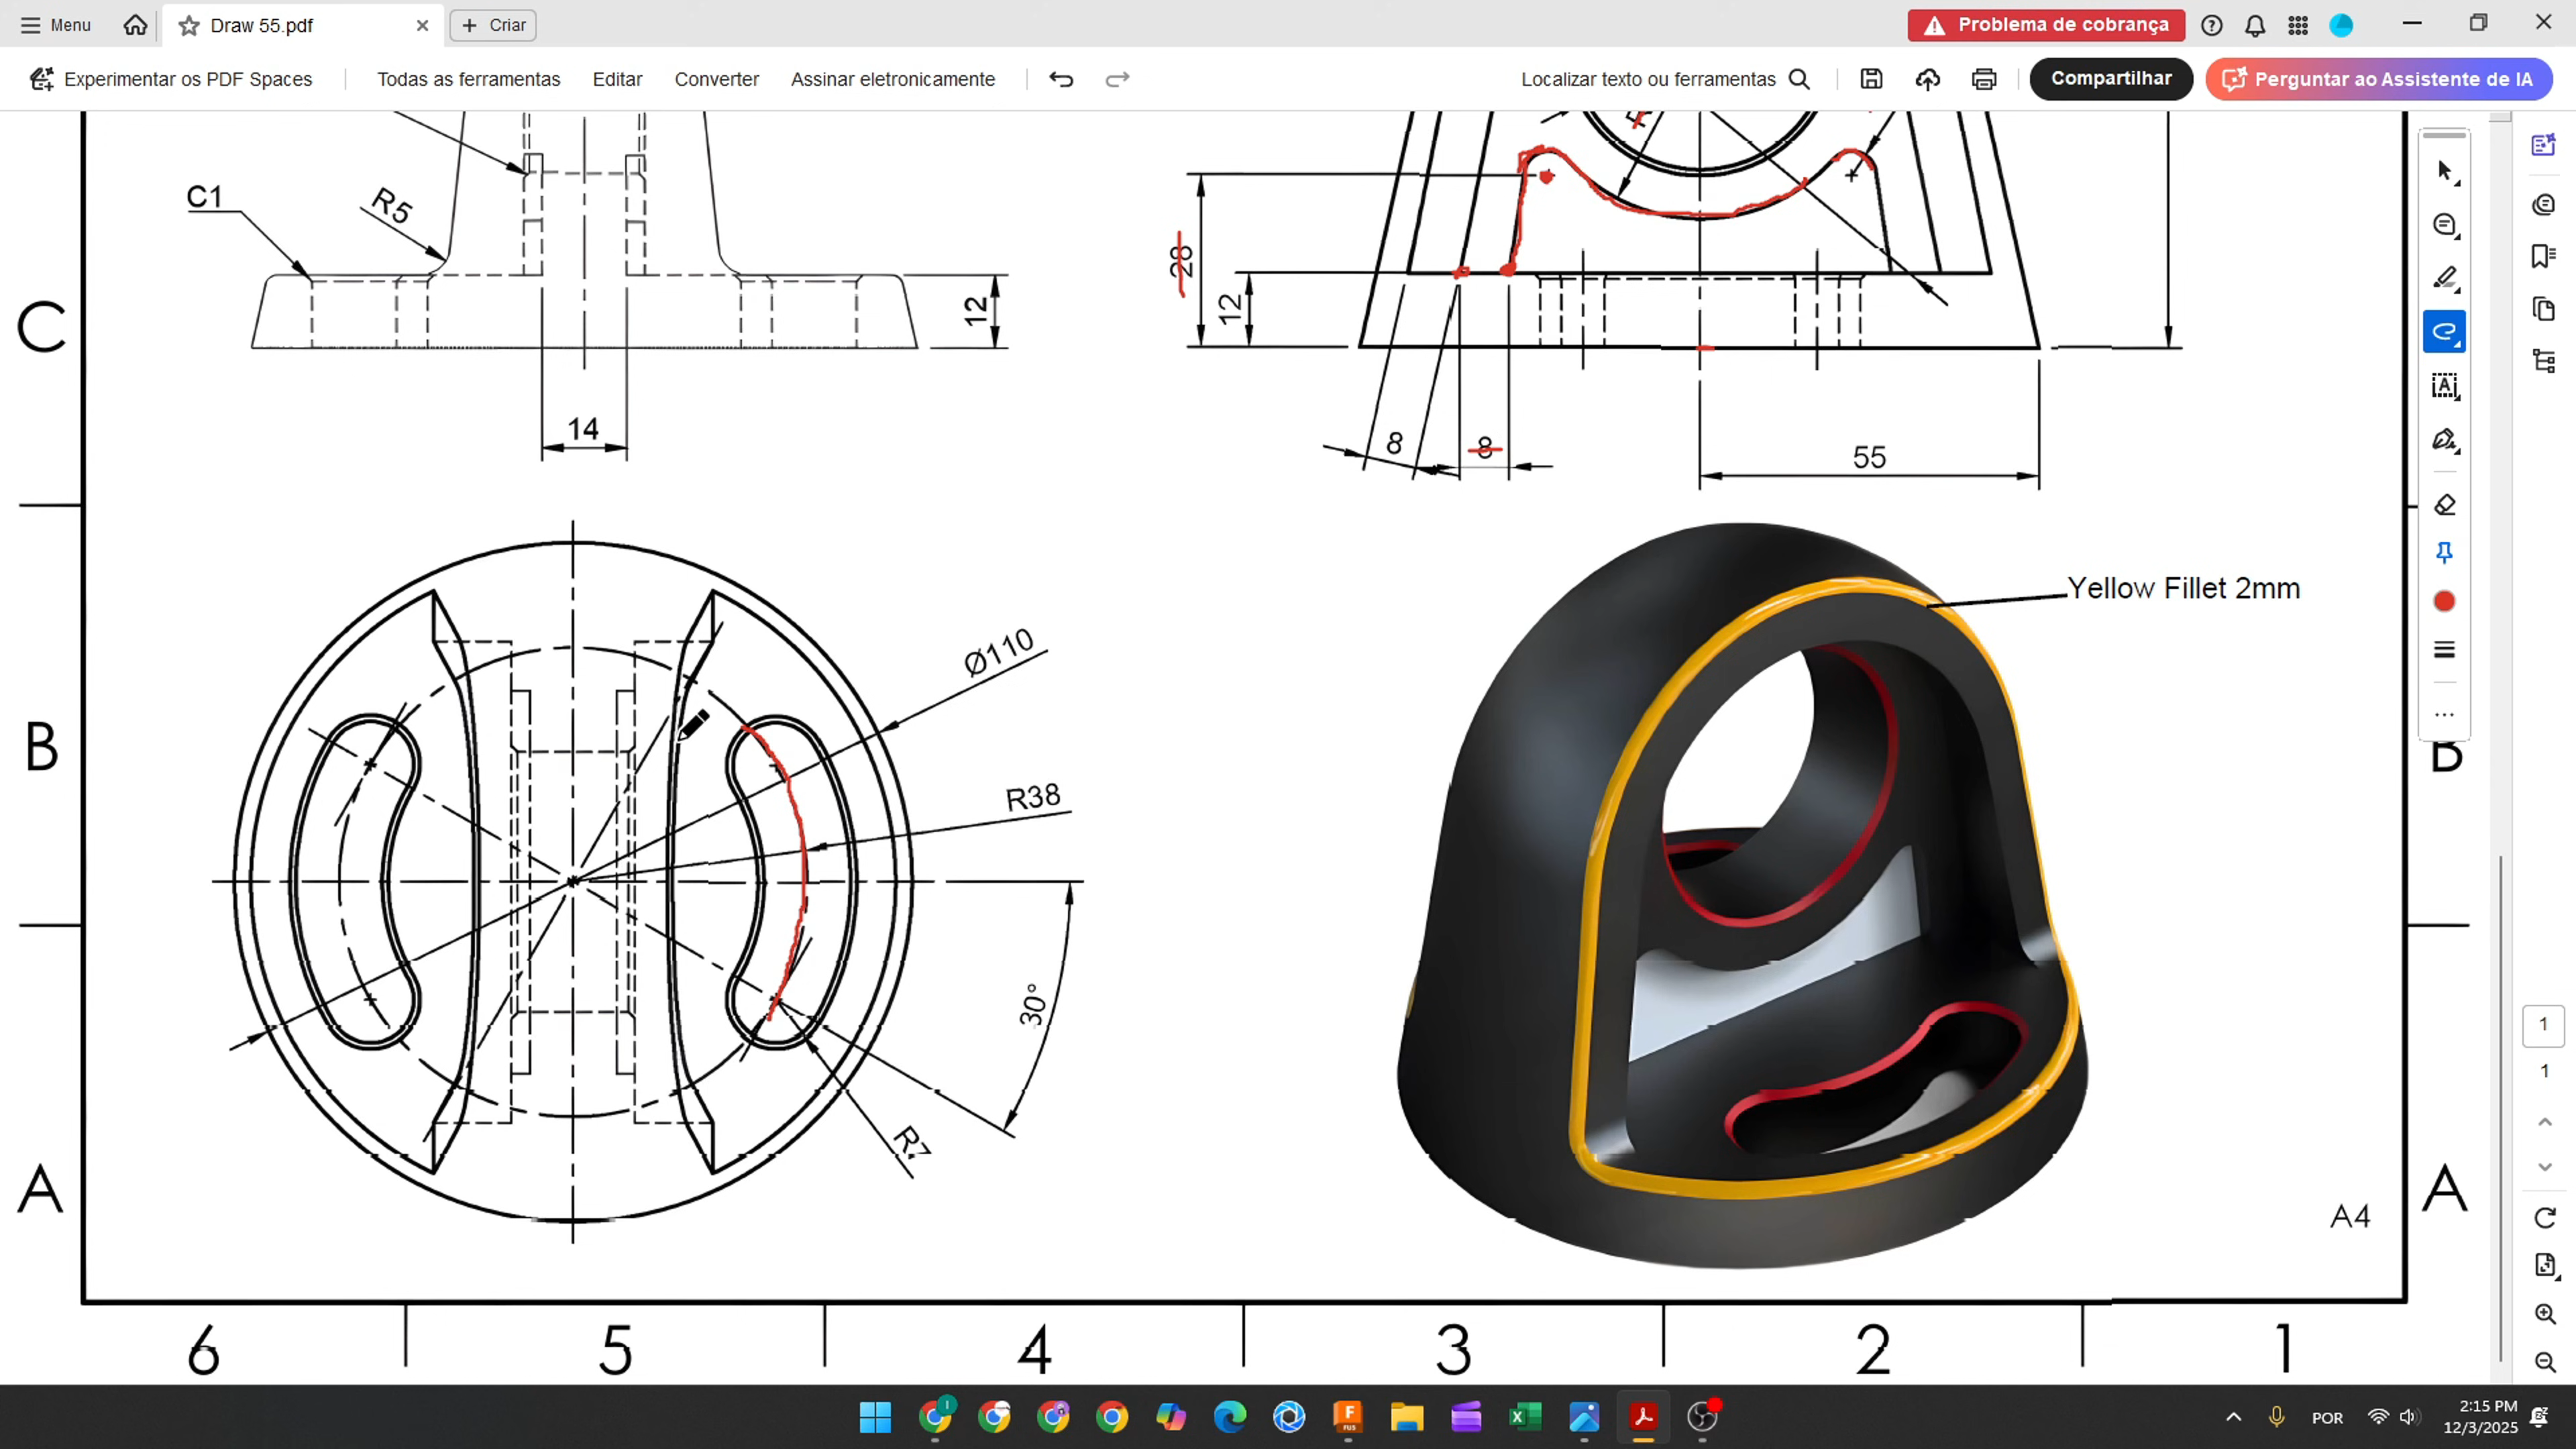 Menu
Draw 55.pdf
Criar
Problema de cobrança
Experimentar os PDF Spaces
Todas as ferramentas
Editar
Converter
Assinar eletronicamente
Localizar texto ou ferramentas
Compartilhar
Perguntar ao Assistente de IA
C1
R5
12
14
28
12
8
8
55
C
Ø110
R38
30°
R7
Yellow Fillet 2mm
B
B
A
A
A4
6
5
4
3
2
1
1
1
POR
2:15 PM
12/3/2025